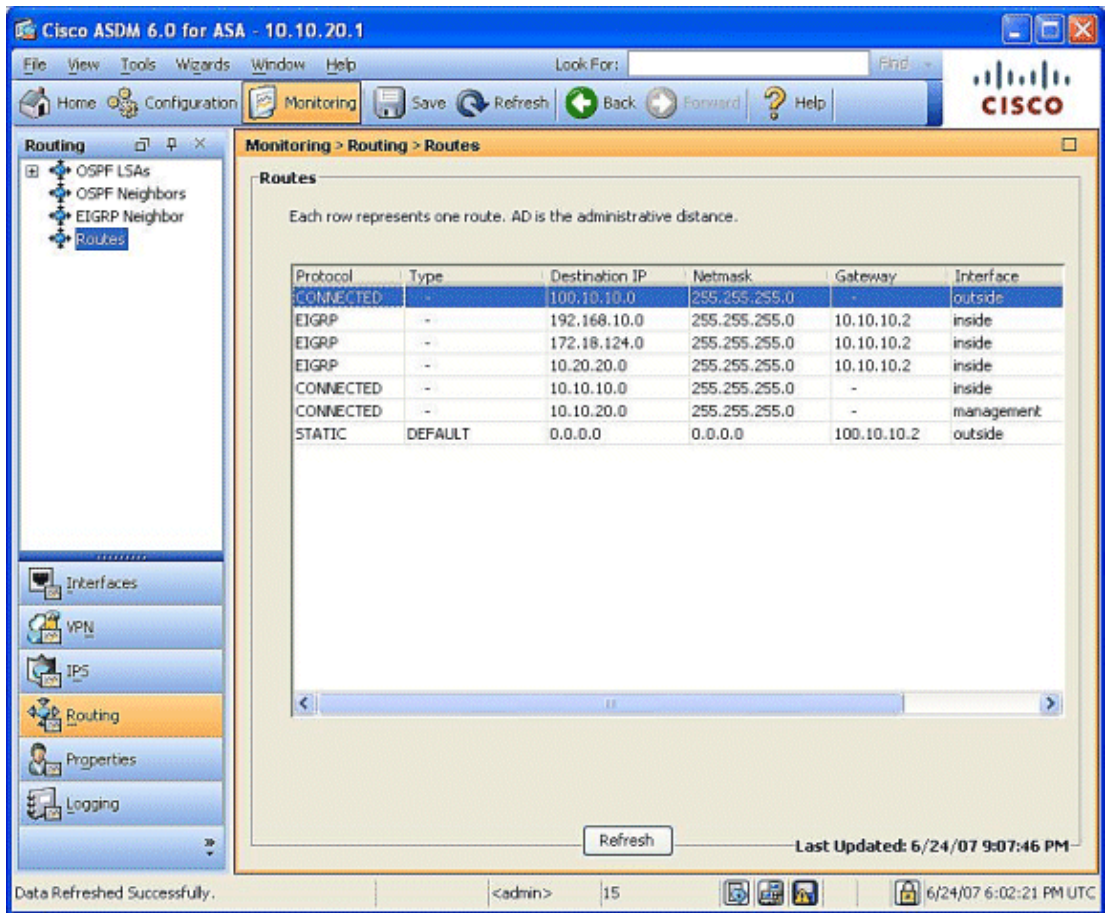 Cisco ASDM 6.0 for ASA - 10.10.20.1
File View Tools Wizards Window Help Look For: Find
Home Configuration Monitoring Save Refresh Back Forward Help
CISCO
Routing
OSPF LSAs
OSPF Neighbors
EIGRP Neighbor
Routes
Interfaces
VPN
IPS
Routing
Properties
Logging
Monitoring > Routing > Routes
Routes
Each row represents one route. AD is the administrative distance.
Protocol Type Destination IP Netmask Gateway Interface
CONNECTED - 100.10.10.0 255.255.255.0 - outside
EIGRP - 192.168.10.0 255.255.255.0 10.10.10.2 inside
EIGRP - 172.18.124.0 255.255.255.0 10.10.10.2 inside
EIGRP - 10.20.20.0 255.255.255.0 10.10.10.2 inside
CONNECTED - 10.10.10.0 255.255.255.0 - inside
CONNECTED - 10.10.20.0 255.255.255.0 - management
STATIC DEFAULT 0.0.0.0 0.0.0.0 100.10.10.2 outside
Refresh
Last Updated: 6/24/07 9:07:46 PM
Data Refreshed Successfully. <admin> 15 6/24/07 6:02:21 PM UTC